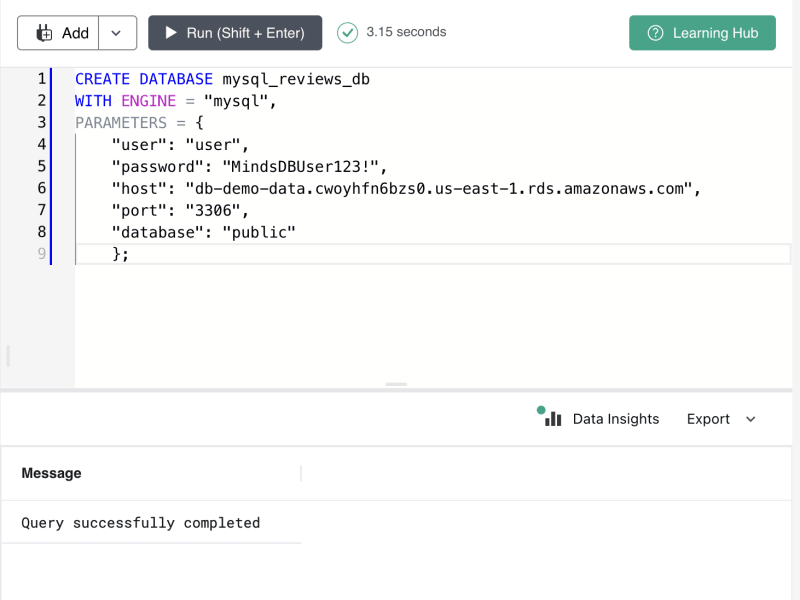 Add
Run (Shift + Enter)
3.15 seconds
Learning Hub
1 CREATE DATABASE mysql_reviews_db
2 WITH ENGINE = "mysql",
3 PARAMETERS = {
4 "user": "user",
5 "password": "MindsDBUser123!",
6 "host": "db-demo-data.cwoyhfn6bzs0.us-east-1.rds.amazonaws.com",
7 "port": "3306",
8 "database": "public"
9 };
Data Insights
Export
Message
Query successfully completed